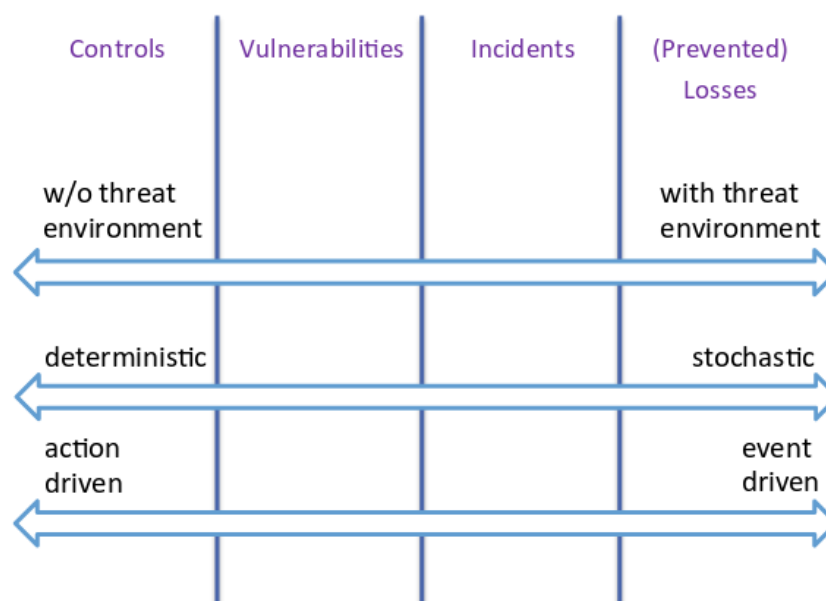 Controls
Vulnerabilities
Incidents
(Prevented)
Losses
w/o threat
environment
with threat
environment
deterministic
stochastic
action
driven
event
driven